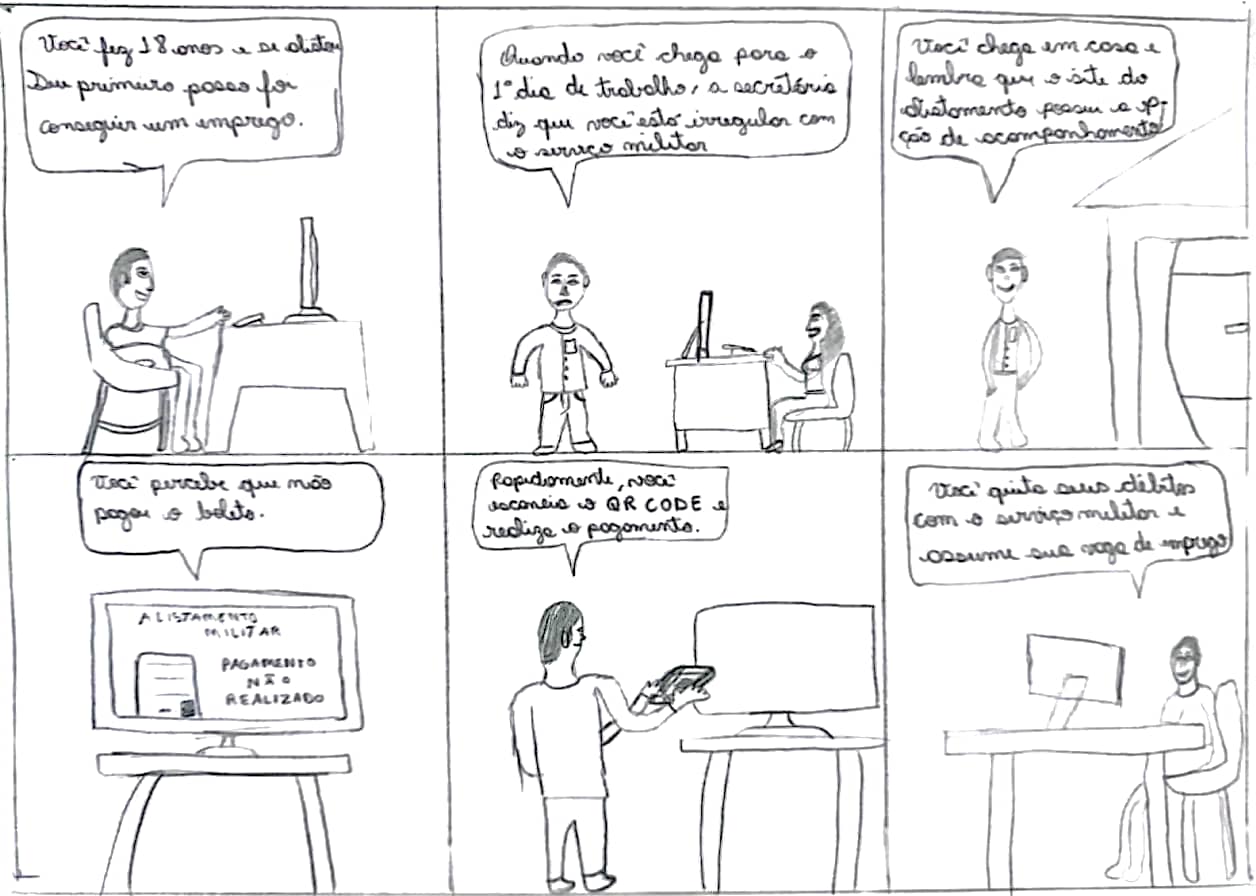 Você fez 18 anos e se alistou
Seu primeiro passo foi
conseguir um emprego.
Quando você chega para o
1º dia de trabalho, a secretária
diz que você está irregular com
o serviço militar
Você chega em casa e
lembra que o site do
alistamento possui a op-
ção de acompanhamento
Você percebe que não
pagou o boleto.
ALISTAMENTO
MILITAR
PAGAMENTO
NÃO
REALIZADO
Rapidamente, você
escaneia o QR CODE e
realiza o pagamento.
Você quita seus débitos
com o serviço militar e
assume sua vaga de emprego